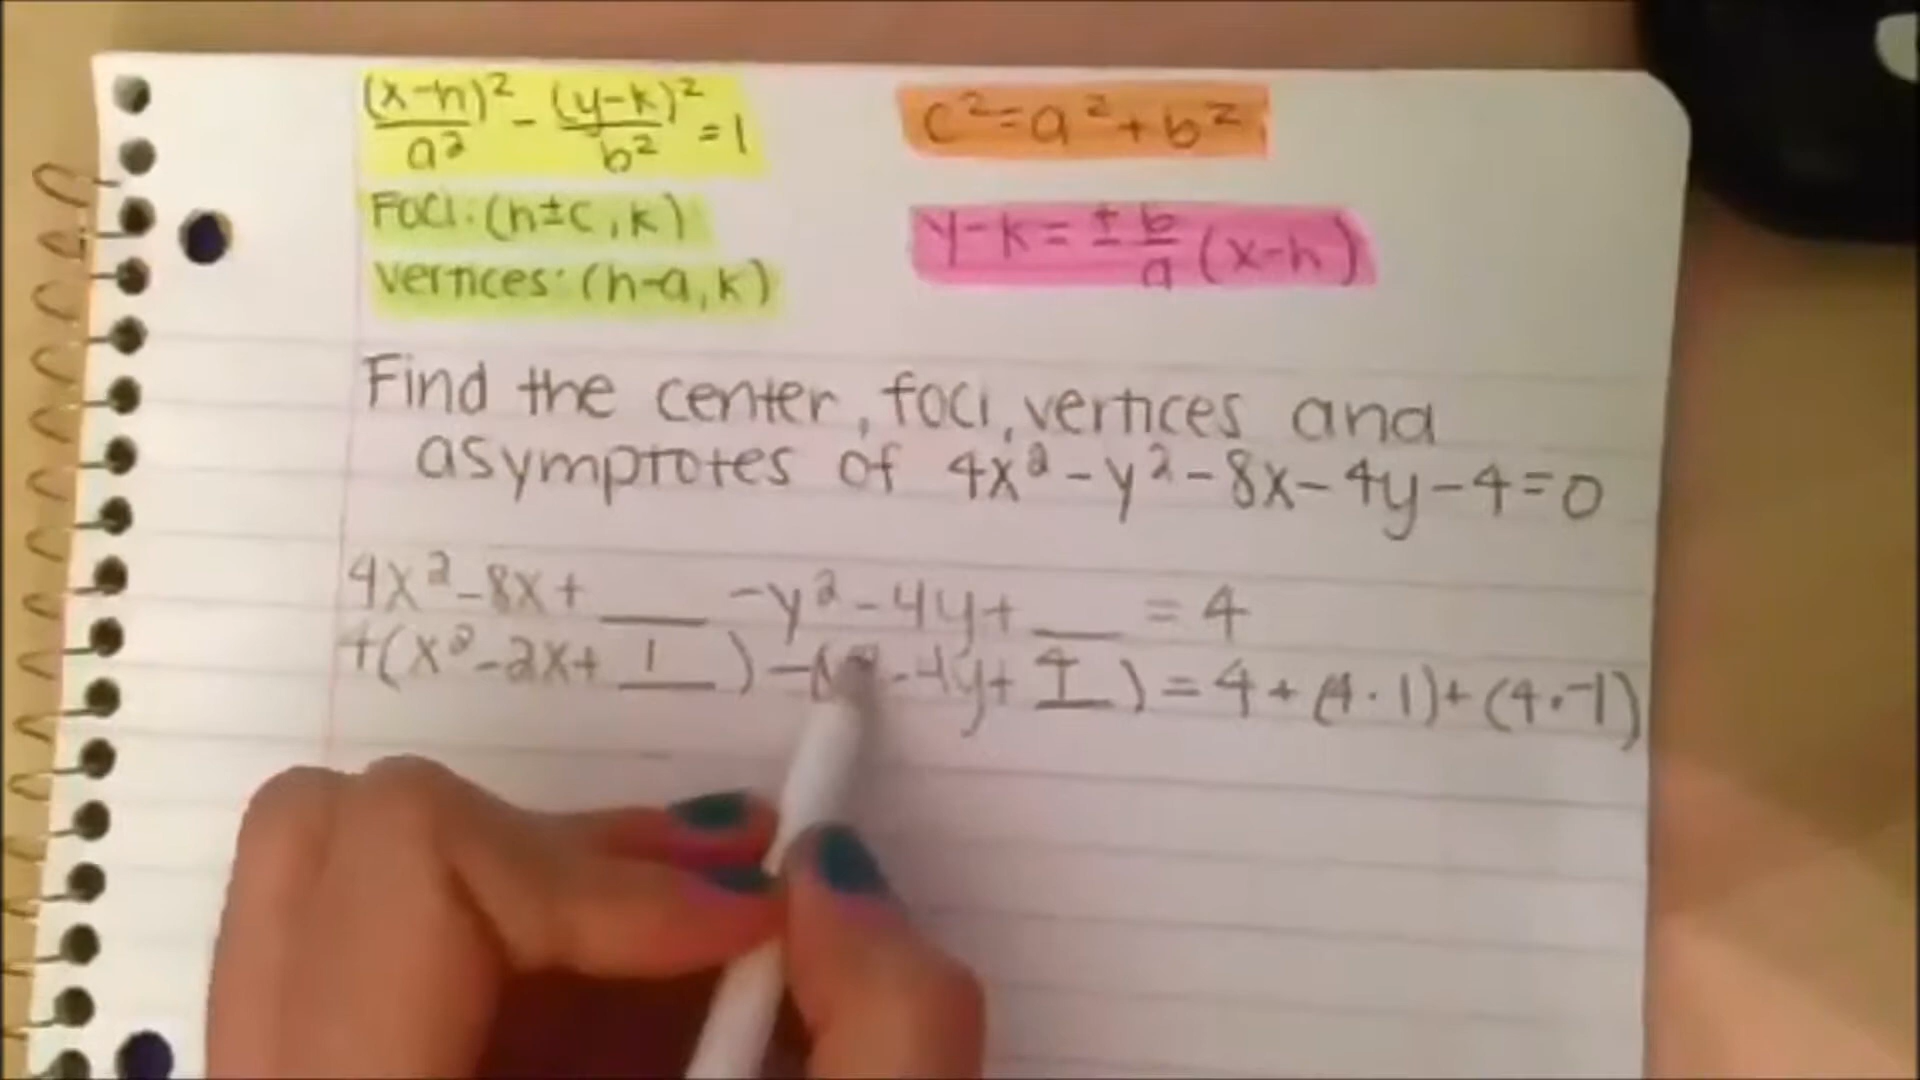 (x-h)²/a² - (y-k)²/b² = 1
c²=a²+b²
Foci: (h±c, k)
y-k= ± b/a (x-h)
vertices: (h-a, k)
Find the center, foci, vertices and
asymptotes of 4x²-y²-8x-4y-4=0
4x²-8x+ ___ -y²-4y+ ___ = 4
4(x²-2x+ 1 ) -( -4y+ 4 ) = 4+(4·1)+(4·-1)